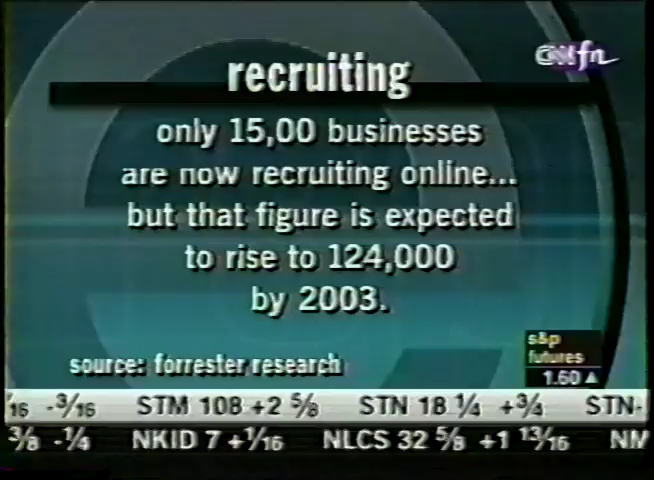 CNNfn
recruiting
only 15,00 businesses
are now recruiting online...
but that figure is expected
to rise to 124,000
by 2003.
source: forrester research
s&p
futures
1.60▲
/16 -3/16 STM 108 +2 5/8 STN 18 1/4 +3/4 STN-
3/8 -1/4 NKID 7 +1/16 NLCS 32 5/8 +1 13/16 NM